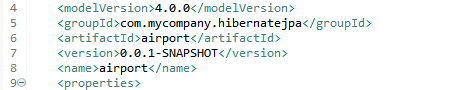 4 <modelVersion>4.0.0</modelVersion>
5 <groupId>com.mycompany.hibernatejpa</groupId>
6 <artifactId>airport</artifactId>
7 <version>0.0.1-SNAPSHOT</version>
8 <name>airport</name>
9 <properties>